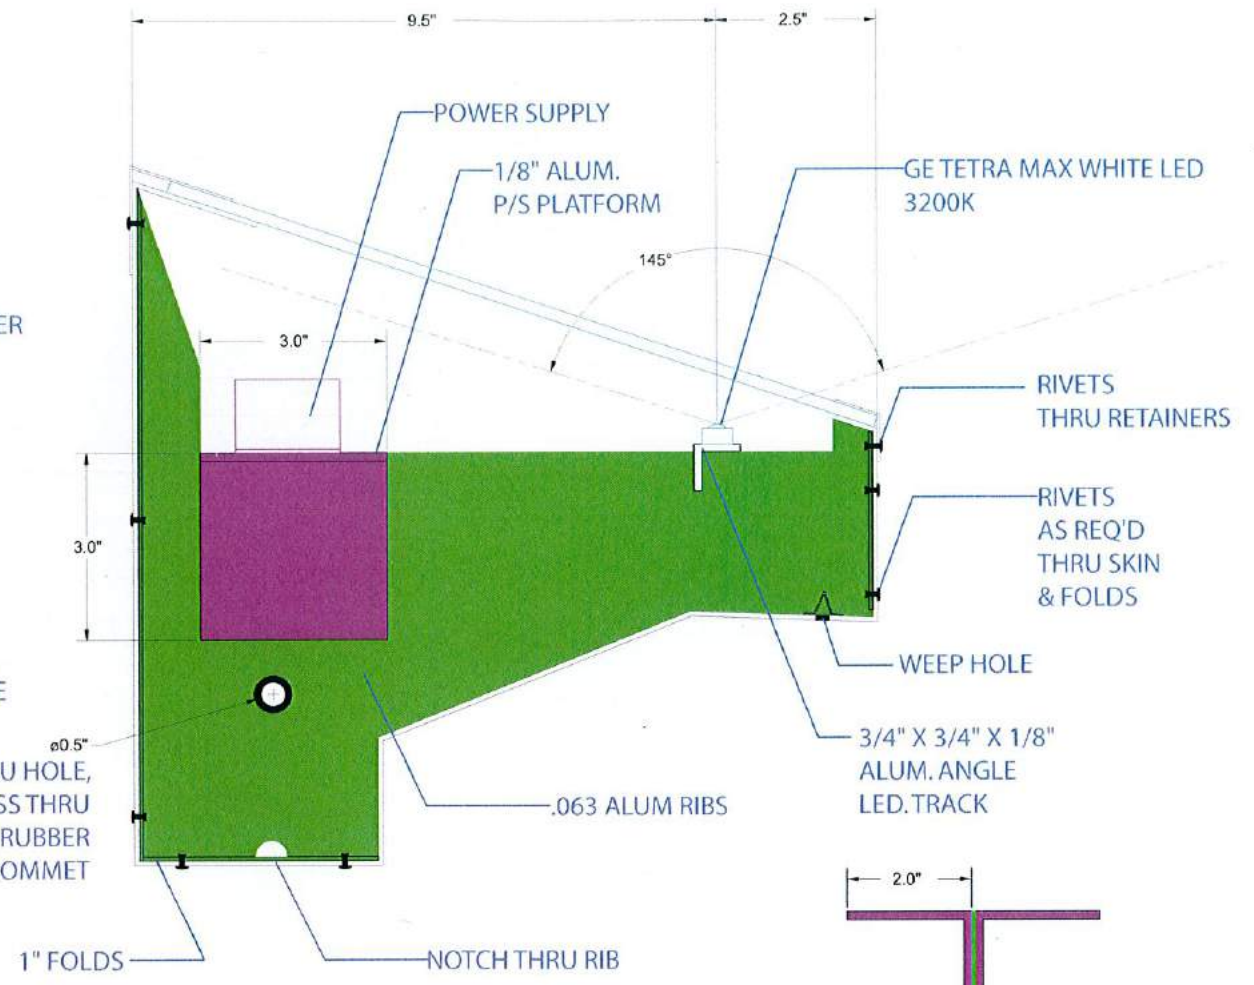 9.5"
2.5"
POWER SUPPLY
1/8" ALUM.
P/S PLATFORM
GE TETRA MAX WHITE LED
3200K
145°
3.0"
RIVETS
THRU RETAINERS
3.0"
RIVETS
AS REQ'D
THRU SKIN
& FOLDS
WEEP HOLE
ø0.5"
U HOLE,
SS THRU
RUBBER
OMMET
3/4" X 3/4" X 1/8"
ALUM. ANGLE
LED. TRACK
.063 ALUM RIBS
2.0"
1" FOLDS
NOTCH THRU RIB